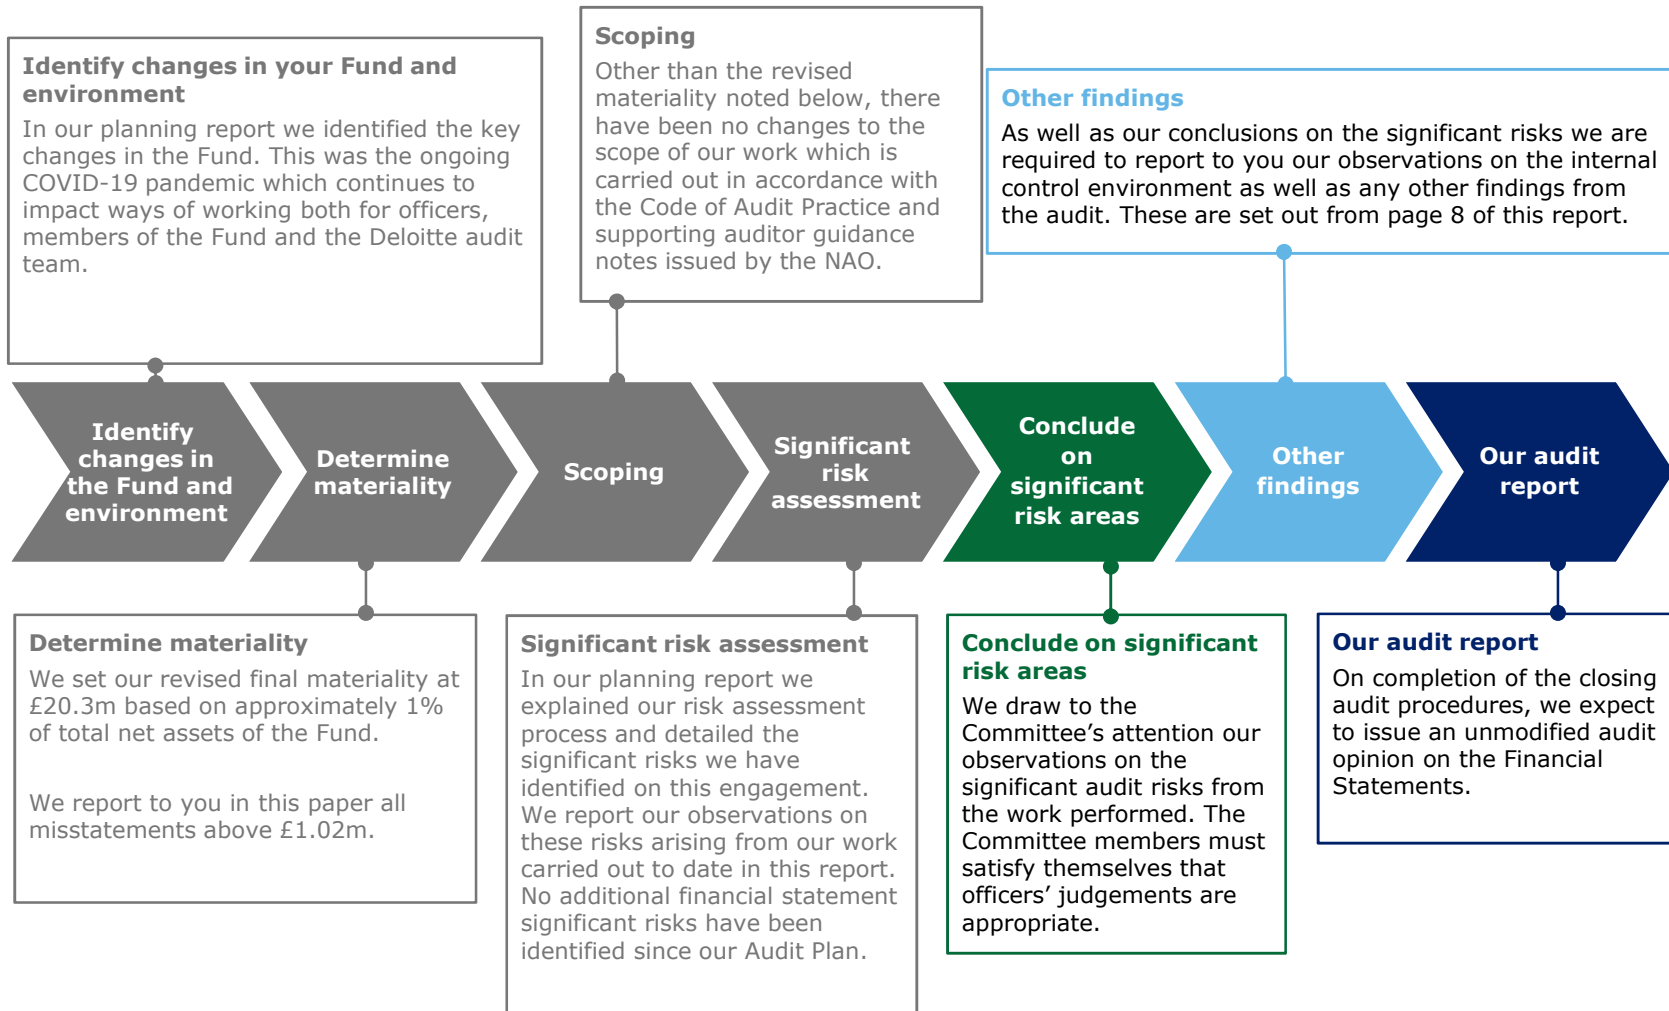 Identify changes in your Fund and
environment
In our planning report we identified the key
changes in the Fund. This was the ongoing
COVID-19 pandemic which continues to
impact ways of working both for officers,
members of the Fund and the Deloitte audit
team.
Scoping
Other than the revised
materiality noted below, there
have been no changes to the
scope of our work which is
carried out in accordance with
the Code of Audit Practice and
supporting auditor guidance
notes issued by the NAO.
Other findings
As well as our conclusions on the significant risks we are
required to report to you our observations on the internal
control environment as well as any other findings from
the audit. These are set out from page 8 of this report.
Identify
changes in
the Fund and
environment
Determine
materiality
Scoping
Significant
risk
assessment
Conclude
on
significant
risk areas
Other
findings
Our audit
report
Determine materiality
We set our revised final materiality at
£20.3m based on approximately 1%
of total net assets of the Fund.
We report to you in this paper all
misstatements above £1.02m.
Significant risk assessment
In our planning report we
explained our risk assessment
process and detailed the
significant risks we have
identified on this engagement.
We report our observations on
these risks arising from our work
carried out to date in this report.
No additional financial statement
significant risks have been
identified since our Audit Plan.
Conclude on significant
risk areas
We draw to the
Committee's attention our
observations on the
significant audit risks from
the work performed. The
Committee members must
satisfy themselves that
officers' judgements are
appropriate.
Our audit report
On completion of the closing
audit procedures, we expect
to issue an unmodified audit
opinion on the Financial
Statements.